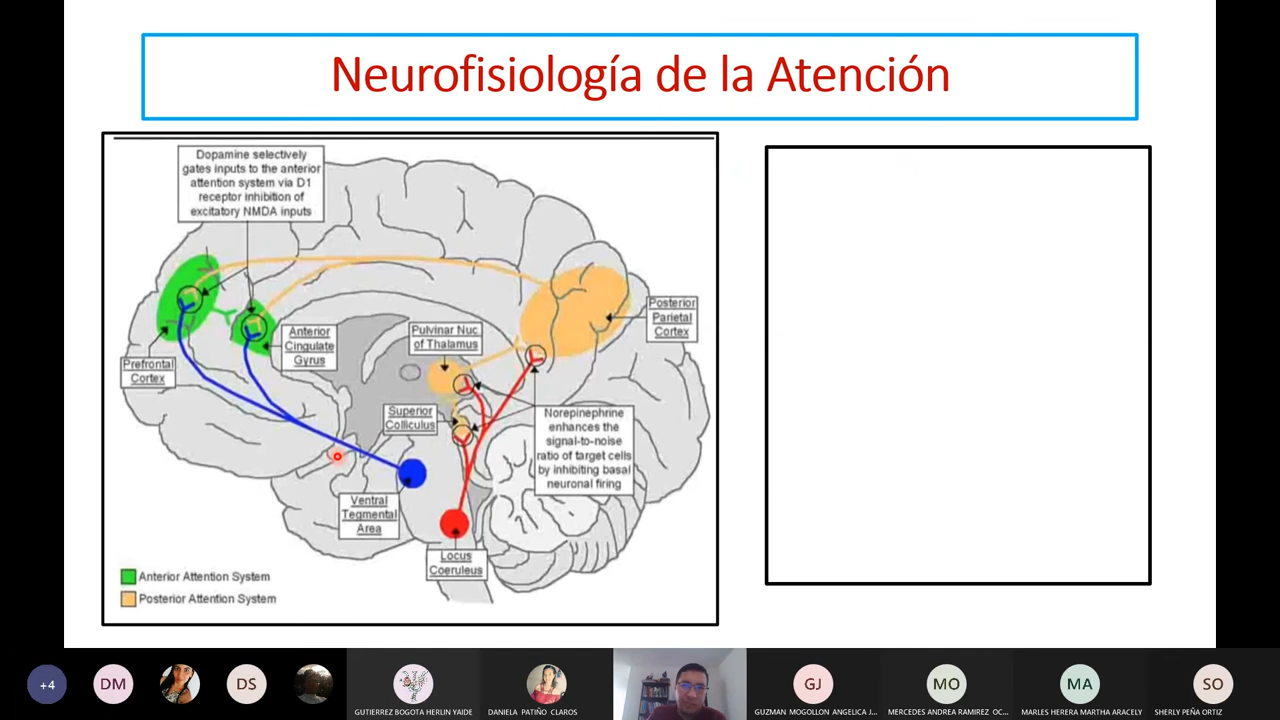 Neurofisiología de la Atención
Dopamine selectively
gates inputs to the anterior
attention system via D1
receptor inhibition of
excitatory NMDA inputs
Prefrontal
Cortex
Anterior
Cingulate
Gyrus
Pulvinar Nuc.
of Thalamus
Posterior
Parietal
Cortex
Superior
Colliculus
Norepinephrine
enhances the
signal-to-noise
ratio of target cells
by inhibiting basal
neuronal firing
Ventral
Tegmental
Area
Locus
Coeruleus
Anterior Attention System
Posterior Attention System
+4
DM
DS
GJ
MO
MA
SO
GUTIERREZ BOGOTA HERLIN YAIDE
DANIELA PATIÑO CLAROS
GUZMAN MOGOLLON ANGELICA J...
MERCEDES ANDREA RAMIREZ OC...
MARLES HERERA MARTHA ARACELY
SHERLY PEÑA ORTIZ